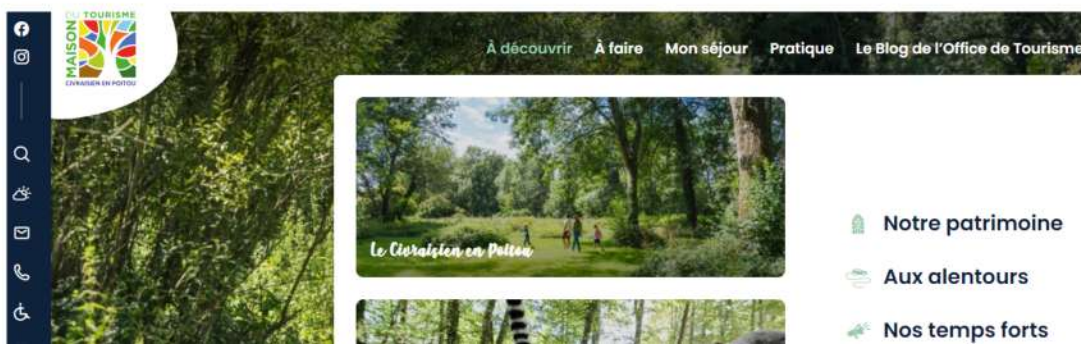 DU TOURISME
MAISON
CIVRAISIEN EN POITOU
À découvrir À faire Mon séjour Pratique Le Blog de l'Office de Tourisme
Le Civraisien en Poitou
Notre patrimoine
Aux alentours
Nos temps forts